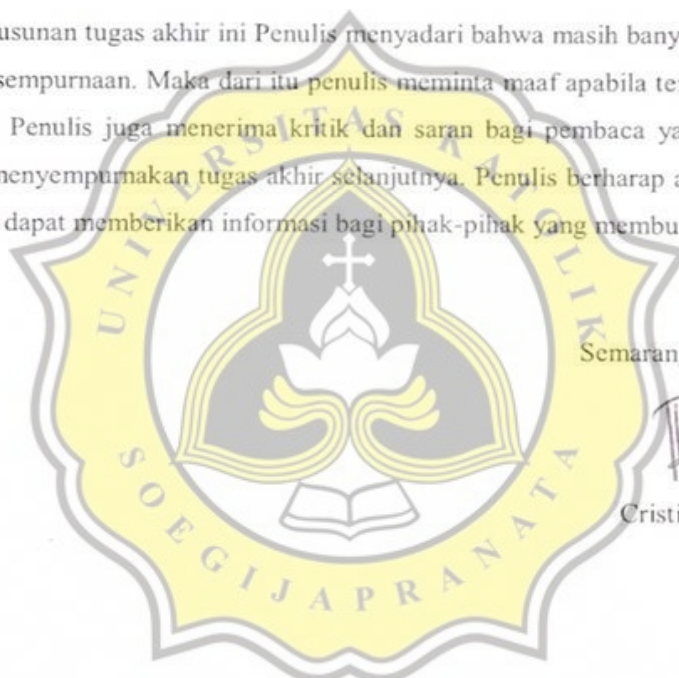 usunan tugas akhir ini Penulis menyadari bahwa masih bany
sempurnaan. Maka dari itu penulis meminta maaf apabila te
Penulis juga menerima kritik dan saran bagi pembaca ya
menyempurnakan tugas akhir selanjutnya. Penulis berharap a
dapat memberikan informasi bagi pihak-pihak yang membu
Semarang
Cristi
UNIVERSITAS KATOLIK
SOEGIJAPRANATA